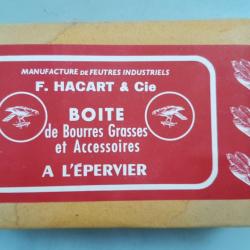 MANUFACTURE DE FEUTRES INDUSTRIELS
F. HACART & Cie
BOITE
de Bourres Grasses
et Accessoires
A L'ÉPERVIER